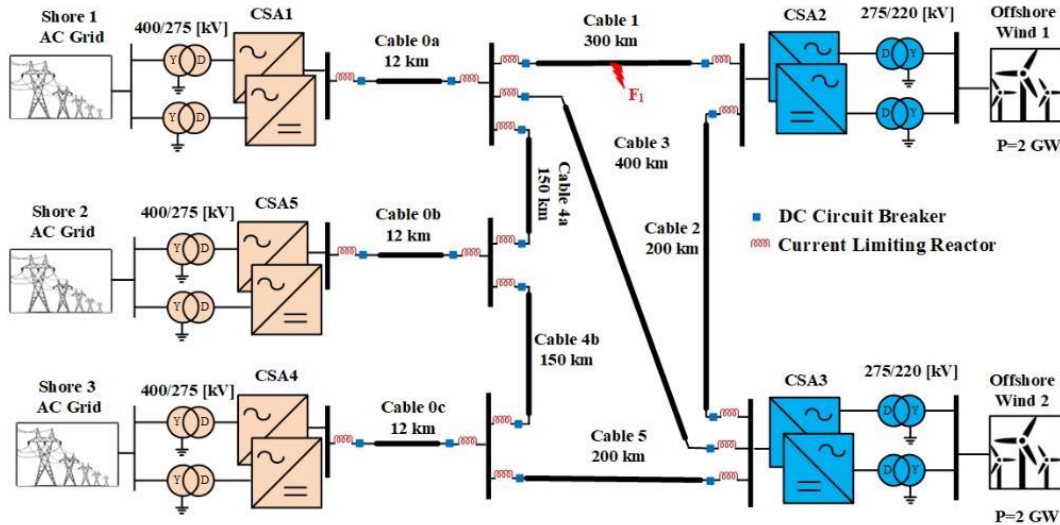 Shore 1
AC Grid
400/275 [kV]
CSA1
Cable 0a
12 km
Cable 1
300 km
F1
CSA2
275/220 [kV]
Offshore
Wind 1
P=2 GW
Y
D
Y
D
D
Y
D
Y
Cable 3
400 km
Cable 4a
150 km
Shore 2
AC Grid
400/275 [kV]
CSA5
Cable 0b
12 km
Cable 2
200 km
DC Circuit Breaker
Current Limiting Reactor
Y
D
Y
D
Cable 4b
150 km
Shore 3
AC Grid
400/275 [kV]
CSA4
Cable 0c
12 km
Cable 5
200 km
CSA3
275/220 [kV]
Offshore
Wind 2
P=2 GW
Y
D
Y
D
D
Y
D
Y